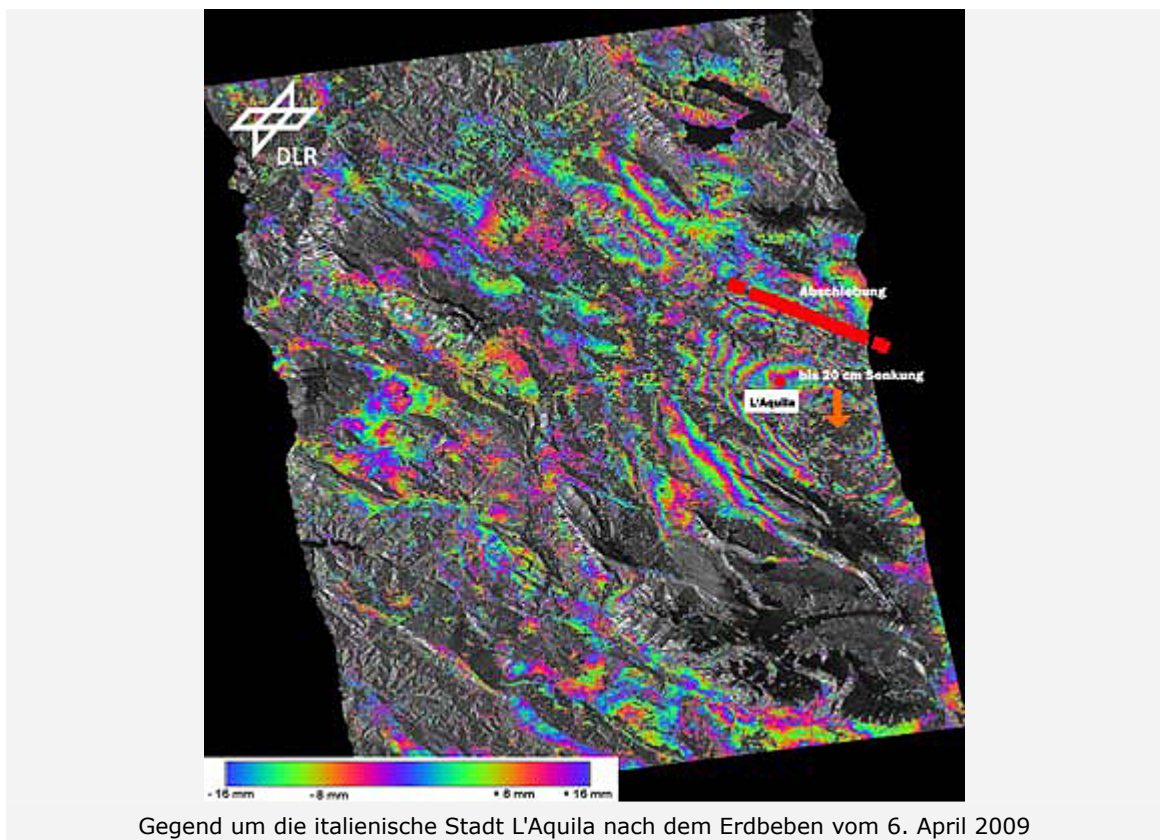 DLR
Abschiebung
bis 20 cm Senkung
L'Aquila
- 16 mm -8 mm + 8 mm + 16 mm
Gegend um die italienische Stadt L'Aquila nach dem Erdbeben vom 6. April 2009